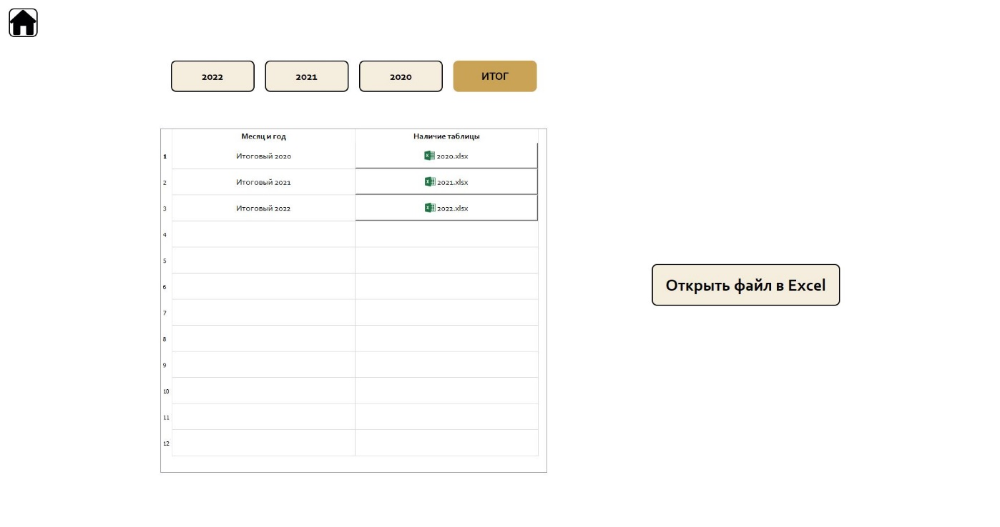 2022 2021 2020 ИТОГ
Месяц и год Наличие таблицы
1 Итоговый 2020 2020.xlsx
2 Итоговый 2021 2021.xlsx
3 Итоговый 2022 2022.xlsx
4
5
6
7
8
9
10
11
12
Открыть файл в Excel